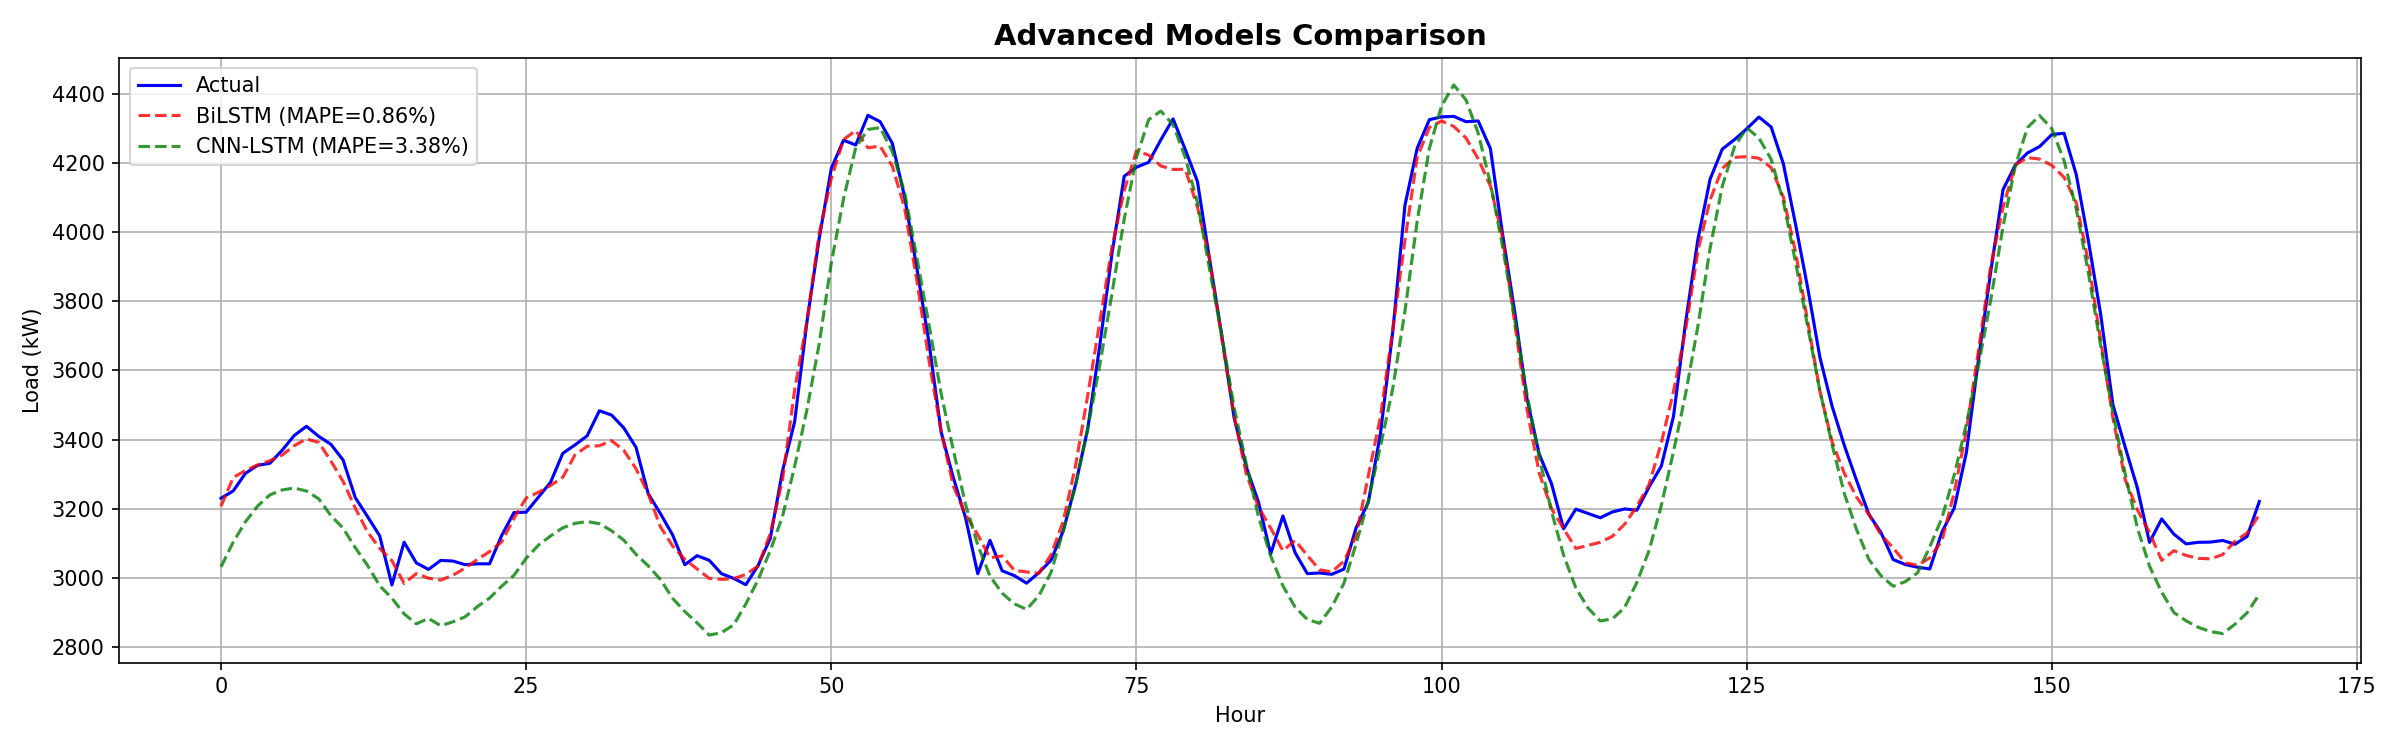 Advanced Models Comparison
Actual
BiLSTM (MAPE=0.86%)
CNN-LSTM (MAPE=3.38%)
Load (kW)
4400
4200
4000
3800
3600
3400
3200
3000
2800
0 25 50 75 100 125 150 175
Hour